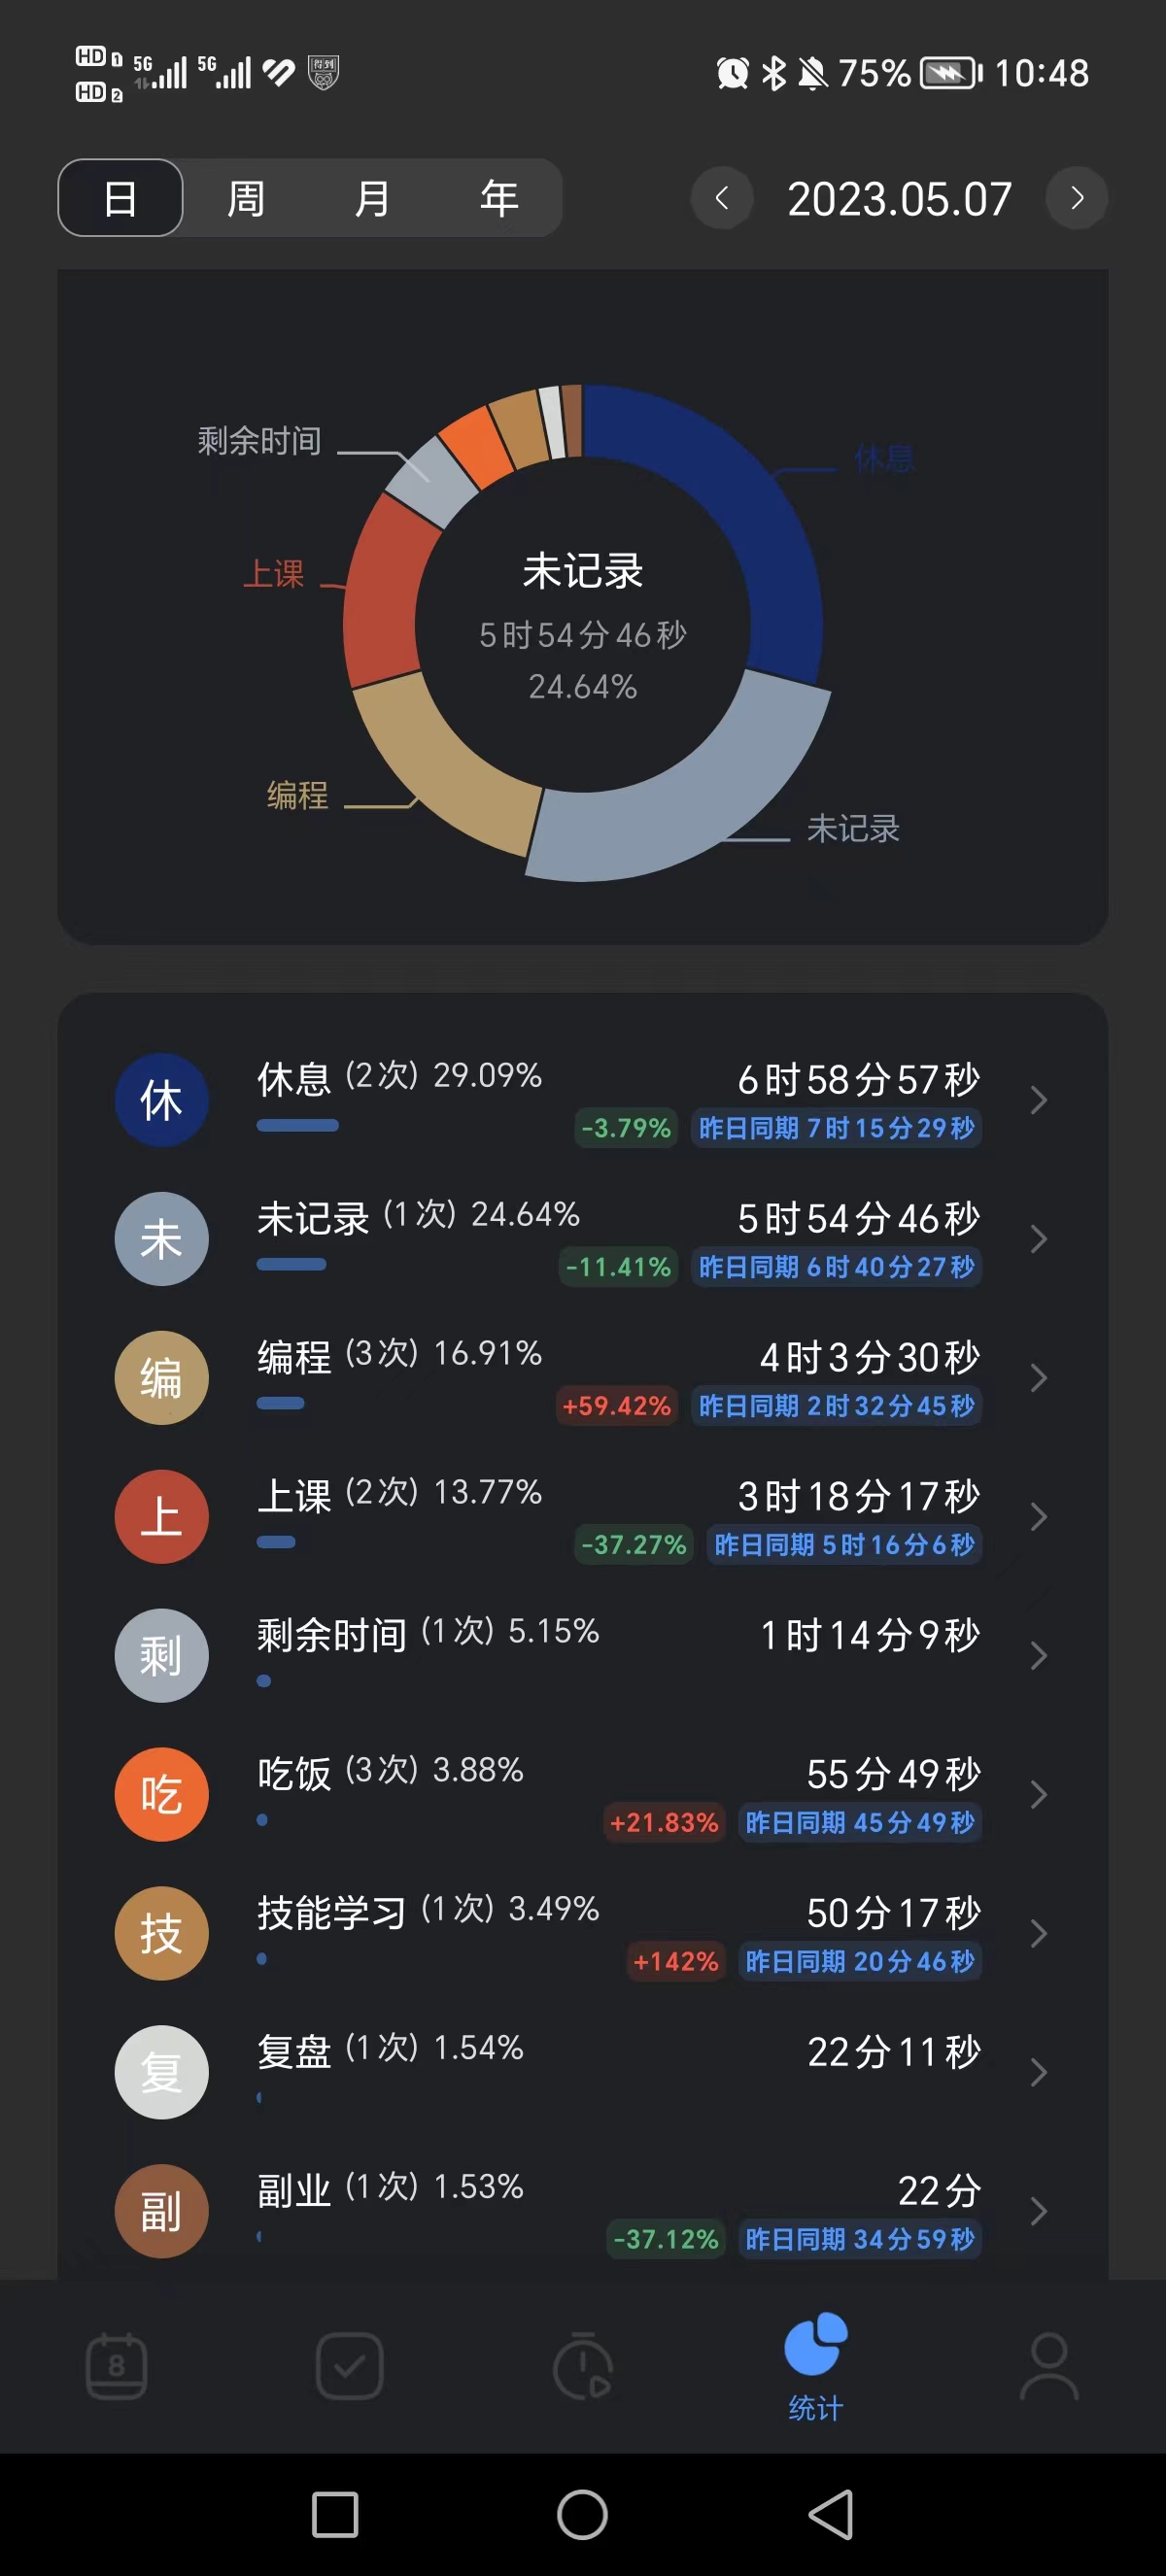 HD 1 5G 5G 得到 75% 10:48
HD 2
日 周 月 年 2023.05.07
剩余时间
休息
上课
未记录
5时54分46秒
24.64%
编程
未记录
休 休息 (2次) 29.09% 6时58分57秒
-3.79% 昨日同期 7时15分29秒
未 未记录 (1次) 24.64% 5时54分46秒
-11.41% 昨日同期 6时40分27秒
编 编程 (3次) 16.91% 4时3分30秒
+59.42% 昨日同期 2时32分45秒
上 上课 (2次) 13.77% 3时18分17秒
-37.27% 昨日同期 5时16分6秒
剩 剩余时间 (1次) 5.15% 1时14分9秒
吃 吃饭 (3次) 3.88% 55分49秒
+21.83% 昨日同期 45分49秒
技 技能学习 (1次) 3.49% 50分17秒
+142% 昨日同期 20分46秒
复 复盘 (1次) 1.54% 22分11秒
副 副业 (1次) 1.53% 22分
-37.12% 昨日同期 34分59秒
8
统计